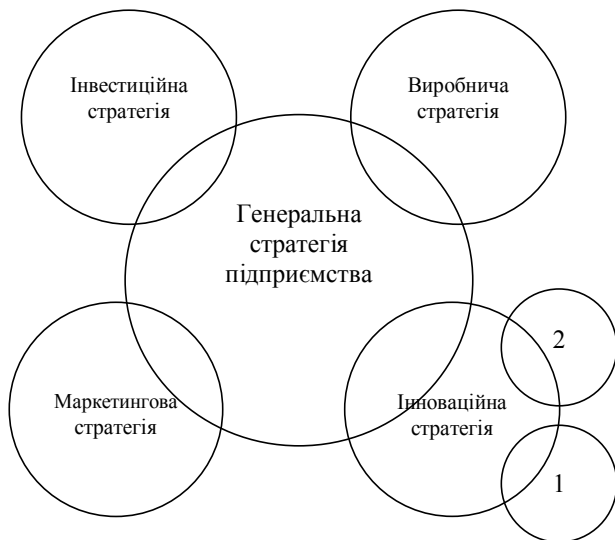 Інвестиційна
стратегія
Виробнича
стратегія
Генеральна
стратегія
підприємства
Маркетингова
стратегія
Інноваційна
стратегія
2
1